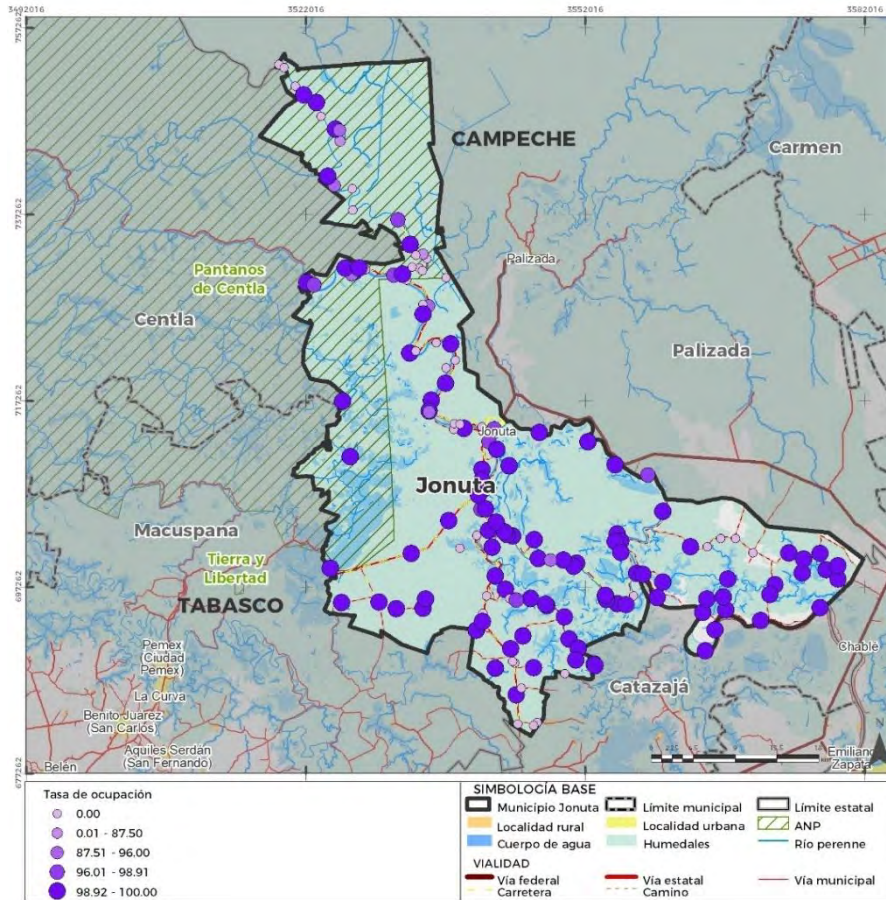 3492016
3522016
3552016
3582016
757262
CAMPECHE
Carmen
737262
Palizada
Pantanos
de Centla
Centla
Palizada
717262
Jonuta
Jonuta
Macuspana
Tierra y
Libertad
697262
TABASCO
Pemex
(Ciudad
Pemex)
Chablé
La Curva
Catazajá
Benito Juárez
(San Carlos)
Aquiles Serdán
(San Fernando)
Emiliano
Zapata
Belén
677262
Tasa de ocupación
0.00
0.01 - 87.50
87.51 - 96.00
96.01 - 98.91
98.92 - 100.00
SIMBOLOGÍA BASE
Municipio Jonuta Límite municipal Límite estatal
Localidad rural Localidad urbana ANP
Cuerpo de agua Humedales Río perenne
VIALIDAD
Vía federal Vía estatal Vía municipal
Carretera Camino